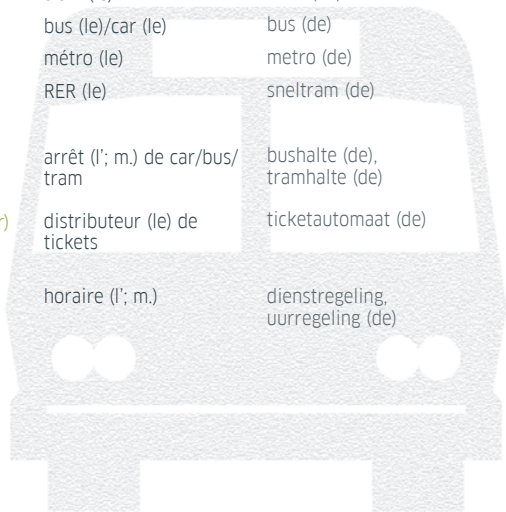 bus (le)/car (le)
bus (de)
métro (le)
metro (de)
RER (le)
sneltram (de)
arrêt (l'; m.) de car/bus/
tram
bushalte (de),
tramhalte (de)
r)
distributeur (le) de
tickets
ticketautomaat (de)
horaire (l'; m.)
dienstregeling,
uurregeling (de)